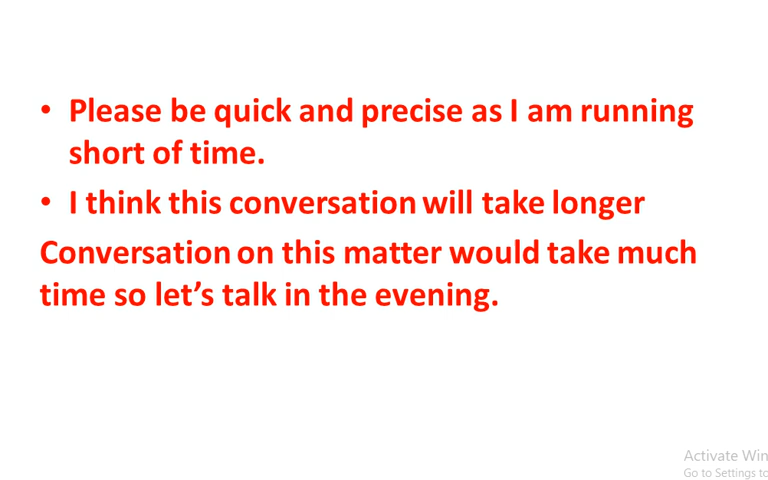 • Please be quick and precise as I am running
short of time.
• I think this conversation will take longer
Conversation on this matter would take much
time so let's talk in the evening.
Activate Win
Go to Settings to